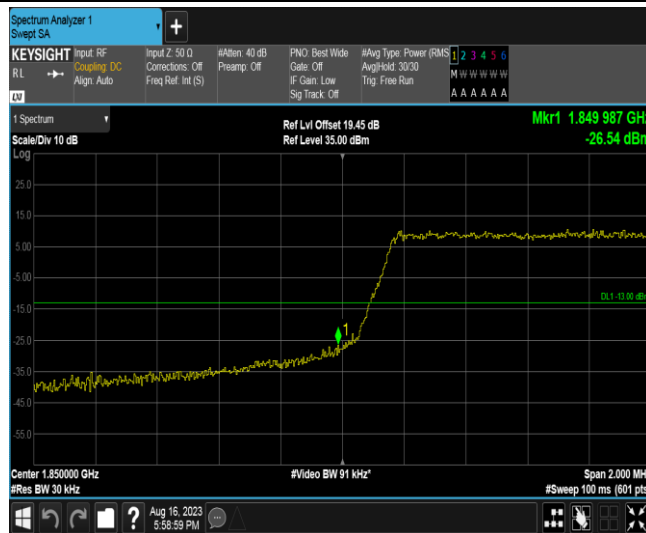 Spectrum Analyzer 1
Swept SA
KEYSIGHT
RL
Input: RF
Coupling: DC
Align: Auto
Input Z: 50 Ω
Corrections: Off
Freq Ref: Int (S)
#Atten: 40 dB
Preamp: Off
PNO: Best Wide
Gate: Off
IF Gain: Low
Sig Track: Off
#Avg Type: Power (RMS
Avg|Hold: 30/30
Trig: Free Run
1 2 3 4 5 6
M W W W W W
A A A A A A
1 Spectrum
Scale/Div 10 dB
Log
Ref Lvl Offset 19.45 dB
Ref Level 35.00 dBm
Mkr1 1.849 987 GHz
-26.54 dBm
25.0
15.0
5.00
-5.00
-15.0
-25.0
-35.0
-45.0
-55.0
DL1 -13.00 dBm
1
Center 1.850000 GHz
#Res BW 30 kHz
#Video BW 91 kHz*
Span 2.000 MH
#Sweep 100 ms (601 pts
?
Aug 16, 2023
5:58:59 PM